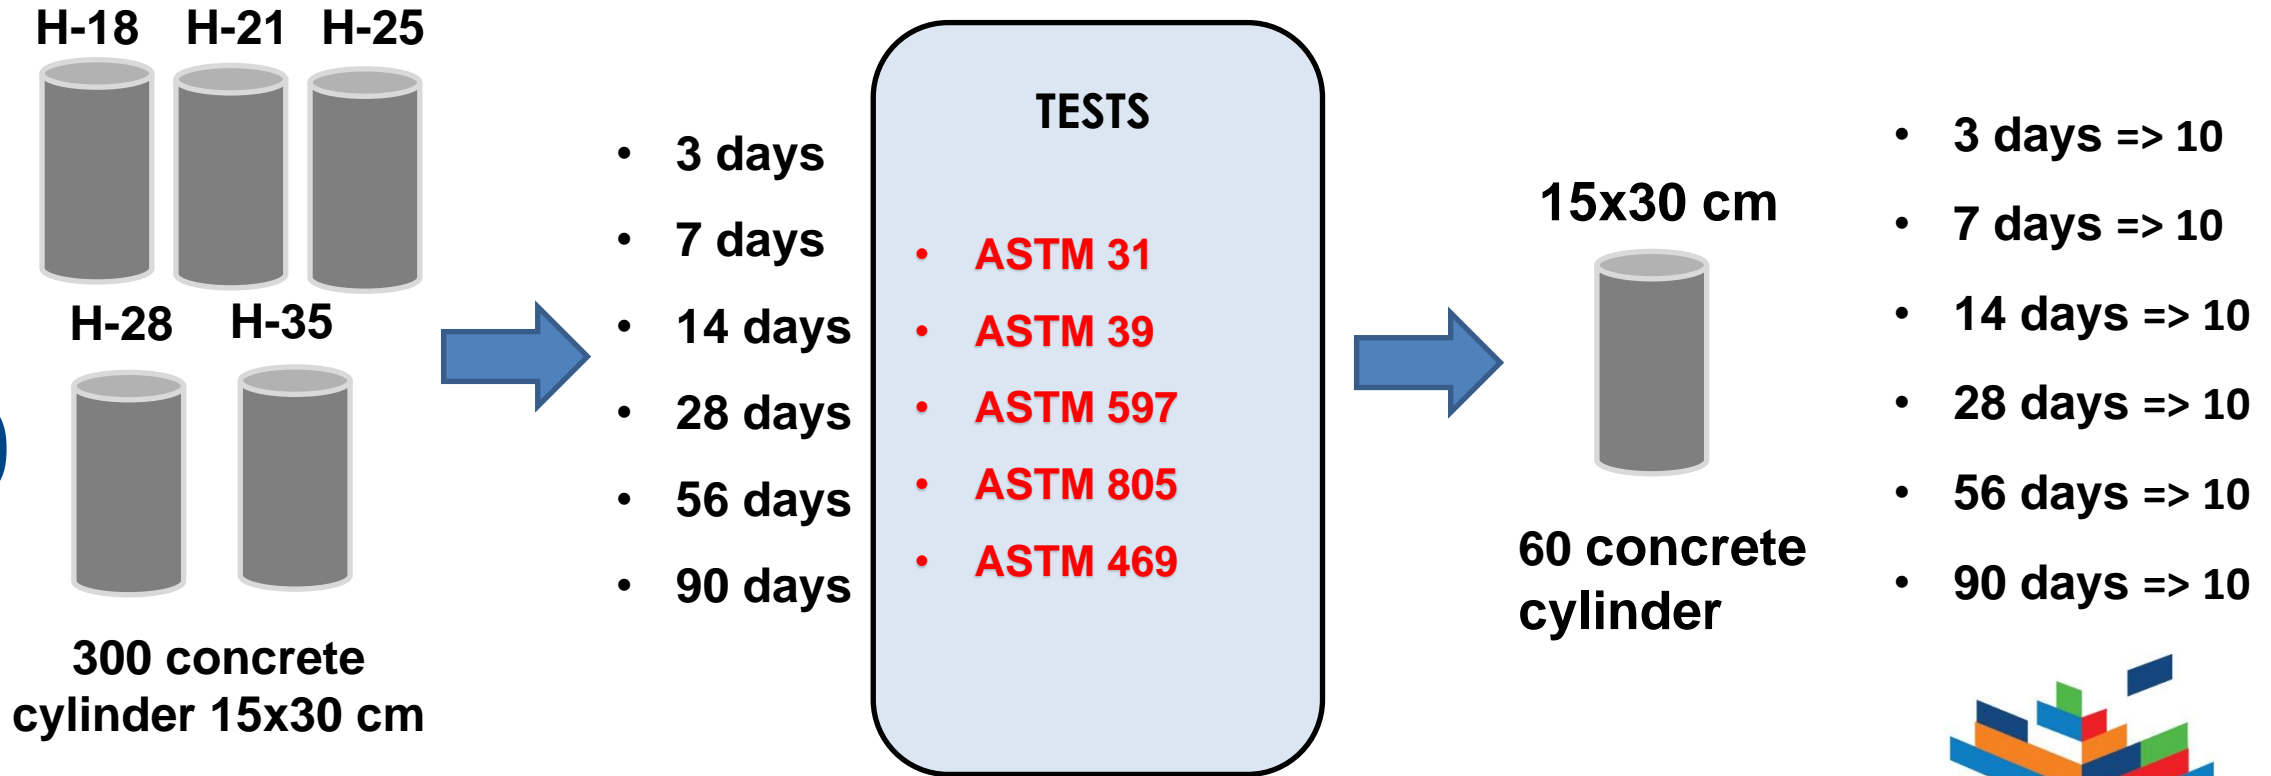 H-18 H-21 H-25
H-28 H-35
300 concrete
cylinder 15x30 cm
• 3 days
• 7 days
• 14 days
• 28 days
• 56 days
• 90 days
TESTS
• ASTM 31
• ASTM 39
• ASTM 597
• ASTM 805
• ASTM 469
15x30 cm
60 concrete
cylinder
• 3 days => 10
• 7 days => 10
• 14 days => 10
• 28 days => 10
• 56 days => 10
• 90 days => 10